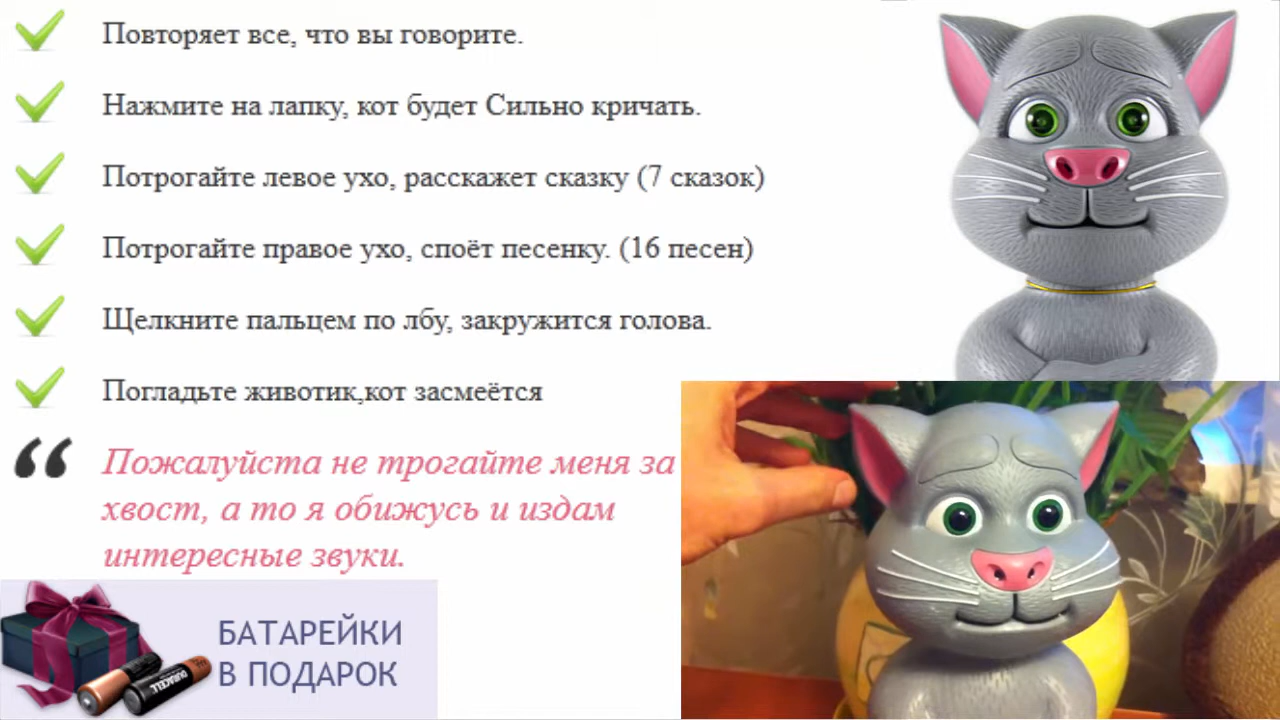 Повторяет все, что вы говорите.
Нажмите на лапку, кот будет Сильно кричать.
Потрогайте левое ухо, расскажет сказку (7 сказок)
Потрогайте правое ухо, споёт песенку. (16 песен)
Щелкните пальцем по лбу, закружится голова.
Погладьте животик,кот засмеётся
“ Пожалуйста не трогайте меня за
хвост, а то я обижусь и издам
интересные звуки.
БАТАРЕЙКИ
В ПОДАРОК
DURACELL